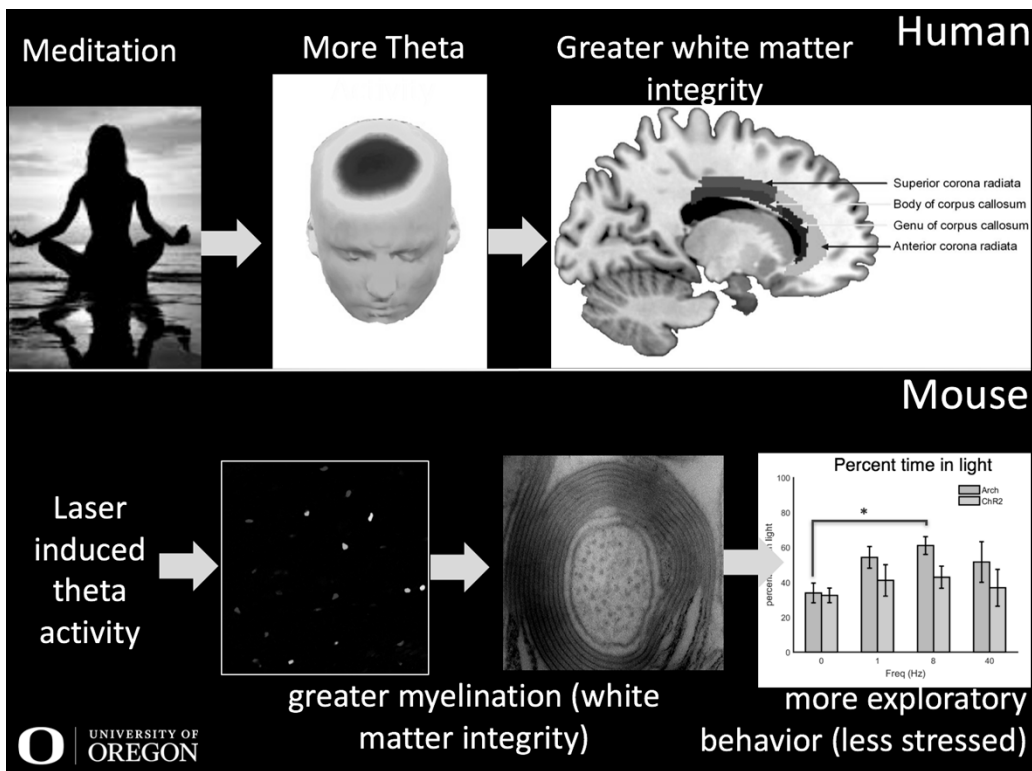 Human
Meditation
More Theta
Greater white matter
integrity
Superior corona radiata
Body of corpus callosum
Genu of corpus callosum
Anterior corona radiata
Mouse
Laser
induced
theta
activity
greater myelination (white
matter integrity)
Percent time in light
Arch
ChR2
*
100
80
60
40
20
0
0
1
8
40
Freq (Hz)
more exploratory
behavior (less stressed)
O
UNIVERSITY OF
OREGON